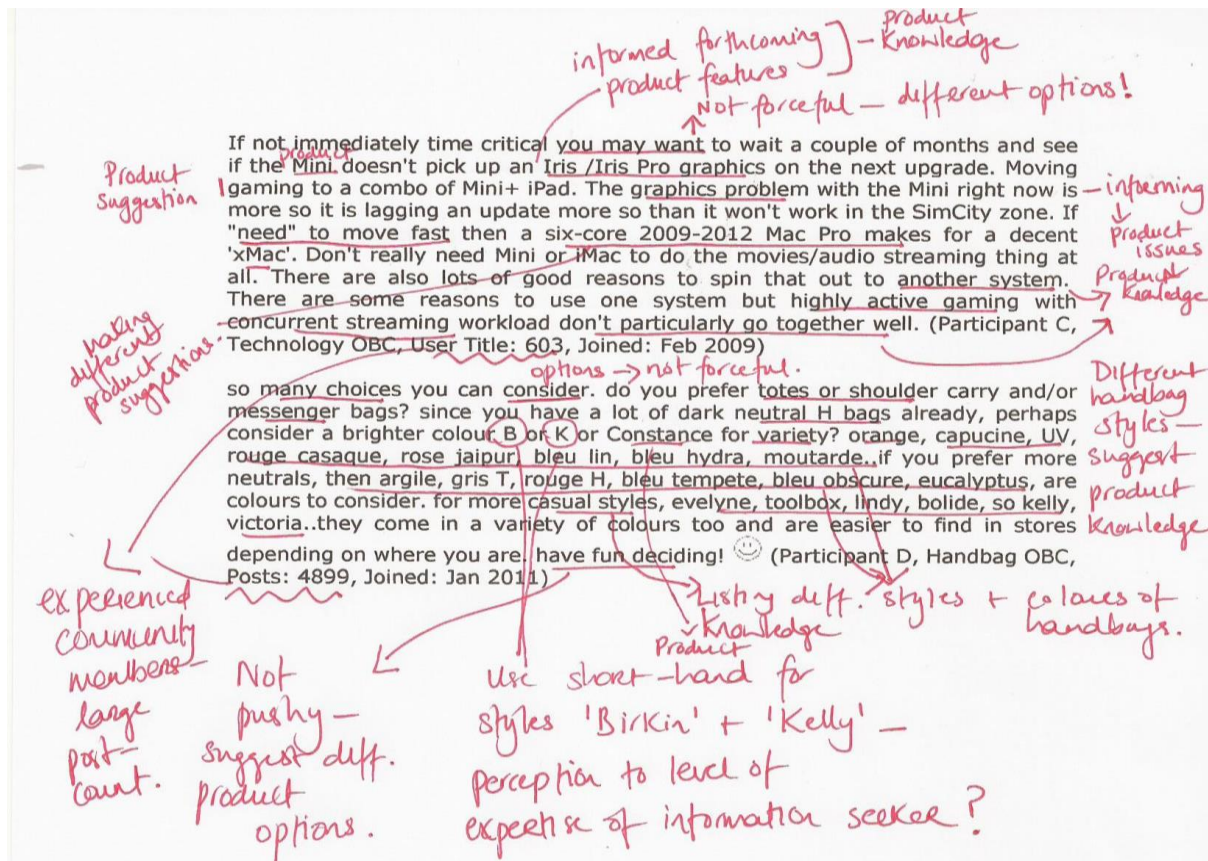 informed forthcoming
product features
- product
Knowledge
Not forceful - different options!
If not immediately time critical you may want to wait a couple of months and see
product
if the Mini doesn't pick up an Iris /Iris Pro graphics on the next upgrade. Moving
gaming to a combo of Mini+ iPad. The graphics problem with the Mini right now is
more so it is lagging an update more so than it won't work in the SimCity zone. If
"need" to move fast then a six-core 2009-2012 Mac Pro makes for a decent
'xMac'. Don't really need Mini or iMac to do the movies/audio streaming thing at
all. There are also lots of good reasons to spin that out to another system.
There are some reasons to use one system but highly active gaming with
concurrent streaming workload don't particularly go together well. (Participant C,
Technology OBC, User Title: 603, Joined: Feb 2009)
Product
suggestion
- informing
product
issues
Product
making
different
product
suggestions.
options → not forceful.
so many choices you can consider. do you prefer totes or shoulder carry and/or
messenger bags? since you have a lot of dark neutral H bags already, perhaps
consider a brighter colour B or K or Constance for variety? orange, capucine, UV,
rouge casaque, rose jaipur, bleu lin, bleu hydra, moutarde..if you prefer more
neutrals, then argile, gris T, rouge H, bleu tempete, bleu obscure, eucalyptus, are
colours to consider. for more casual styles, evelyne, toolbox, lindy, bolide, so kelly,
victoria..they come in a variety of colours too and are easier to find in stores
depending on where you are. have fun deciding! (Participant D, Handbag OBC,
Posts: 4899, Joined: Jan 2011)
Different
handbag
styles -
suggest
product
knowledge
experienced
community
members -
large
post-
count.
Not
pushy -
suggest diff.
product
options.
Listing diff. styles + colours of
handbags.
Product
Knowledge
Use short-hand for
styles 'Birkin' + 'Kelly' -
perception to level of
expertise of information seeker?